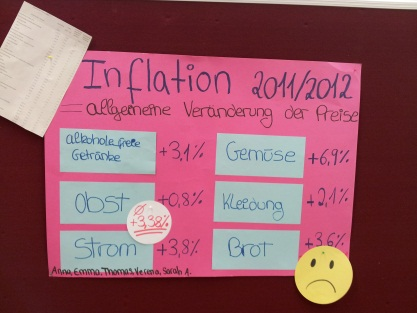 Inflation 2011/2012
= allgemeine Veränderung der Preise
alkoholfreie Getränke +3,1%
Gemüse +6,9%
Obst +0,8%
Kleidung +2,1%
Ø +3,38%
Strom +3,8%
Brot +3,6%
Anna, Emma, Thomas, Verena, Sarah A.